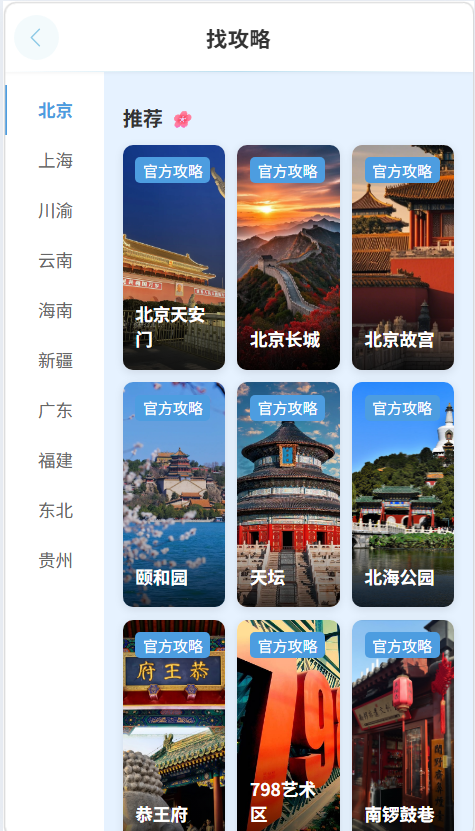 找攻略
北京
上海
川渝
云南
海南
新疆
广东
福建
东北
贵州
推荐
官方攻略
北京天安
门
官方攻略
北京长城
官方攻略
北京故宫
官方攻略
颐和园
官方攻略
天坛
官方攻略
北海公园
官方攻略
府王恭
恭王府
官方攻略
798艺术
区
官方攻略
南锣鼓巷